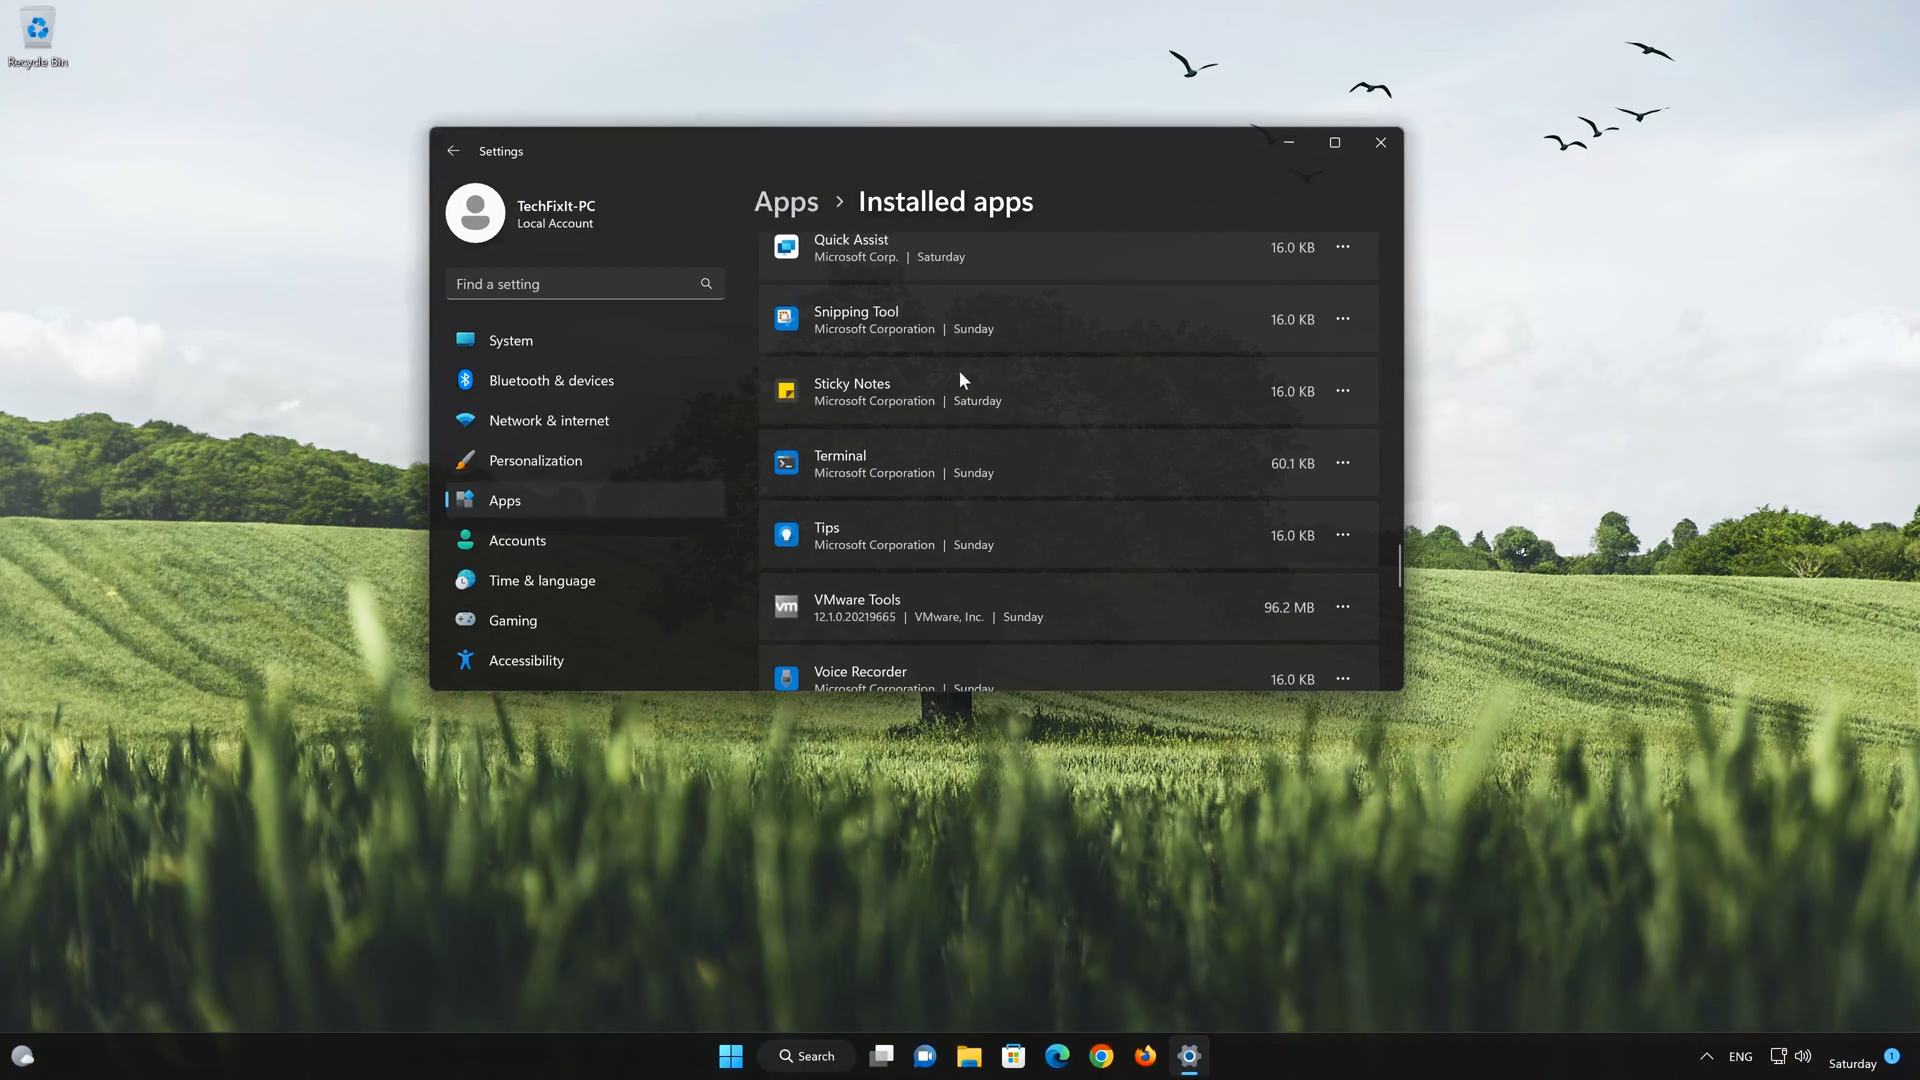 Recycle Bin
Settings
TechFixIt-PC
Local Account
Find a setting
System
Bluetooth & devices
Network & internet
Personalization
Apps
Accounts
Time & language
Gaming
Accessibility
Apps > Installed apps
Quick Assist
Microsoft Corp. | Saturday
16.0 KB
Snipping Tool
Microsoft Corporation | Sunday
16.0 KB
Sticky Notes
Microsoft Corporation | Saturday
16.0 KB
Terminal
Microsoft Corporation | Sunday
60.1 KB
Tips
Microsoft Corporation | Sunday
16.0 KB
vm
VMware Tools
12.1.0.20219665 | VMware, Inc. | Sunday
96.2 MB
Voice Recorder
Microsoft Corporation | Sunday
16.0 KB
Search
ENG
Saturday
1